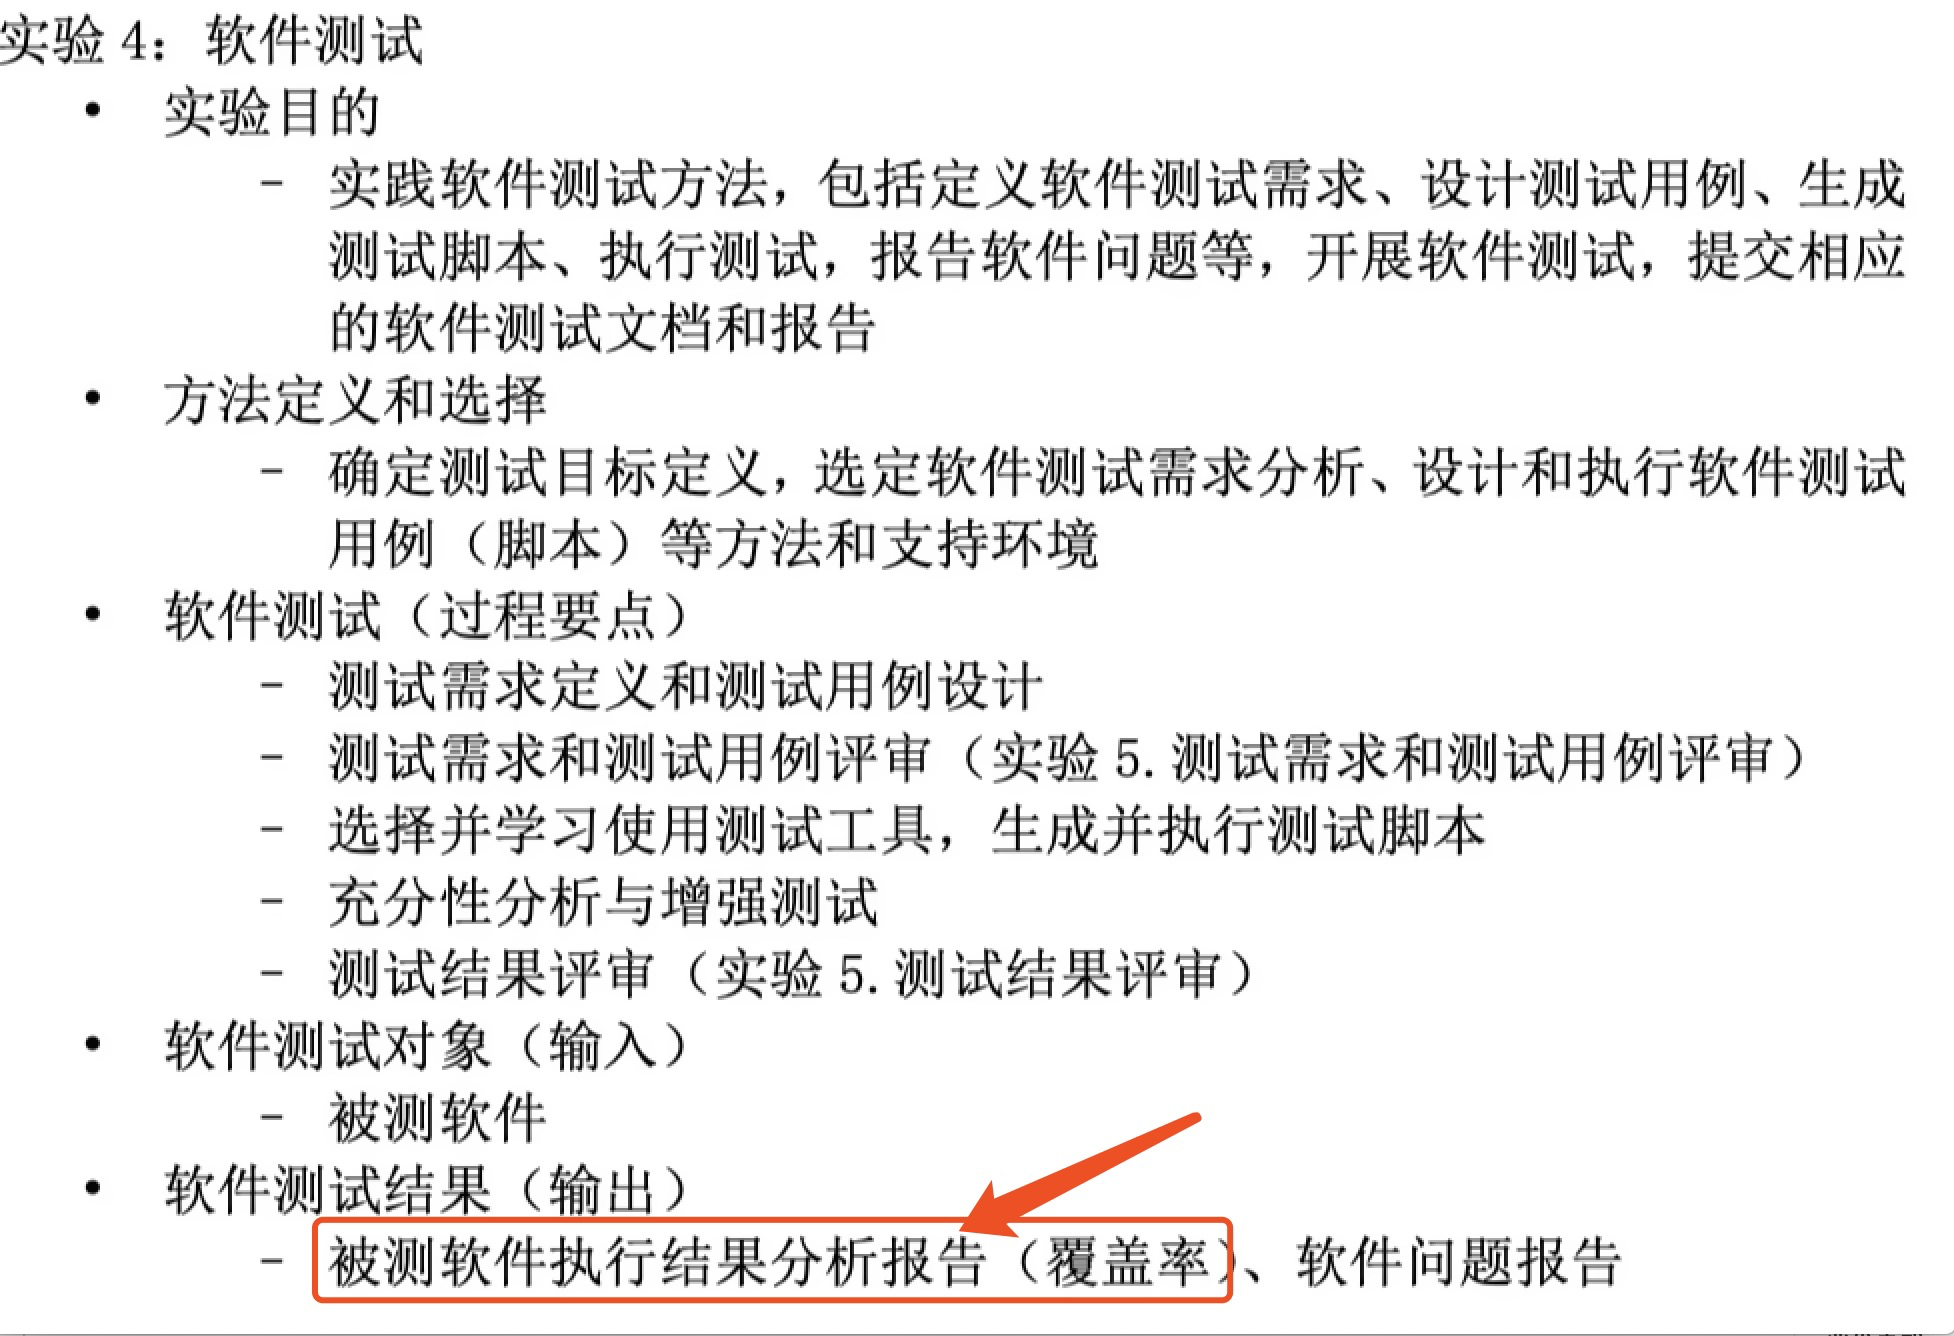 实验 4：软件测试
• 实验目的
– 实践软件测试方法，包括定义软件测试需求、设计测试用例、生成
测试脚本、执行测试，报告软件问题等，开展软件测试，提交相应
的软件测试文档和报告
• 方法定义和选择
– 确定测试目标定义，选定软件测试需求分析、设计和执行软件测试
用例（脚本）等方法和支持环境
• 软件测试（过程要点）
– 测试需求定义和测试用例设计
– 测试需求和测试用例评审（实验 5. 测试需求和测试用例评审）
– 选择并学习使用测试工具，生成并执行测试脚本
– 充分性分析与增强测试
– 测试结果评审（实验 5. 测试结果评审）
• 软件测试对象（输入）
– 被测软件
• 软件测试结果（输出）
– 被测软件执行结果分析报告（覆盖率）、软件问题报告